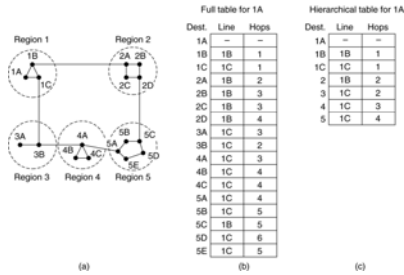 Full table for 1A
Hierarchical table for 1A
Region 1
Region 2
1B
1A
1C
2A 2B
2C
2D
3A
3B
4A
4B
4C
5A
5B
5C
5D
5E
Region 3
Region 4
Region 5
(a)
Dest. Line Hops
1A – –
1B 1B 1
1C 1C 1
2A 1B 2
2B 1B 3
2C 1B 3
2D 1B 4
3A 1C 3
3B 1C 2
4A 1C 3
4B 1C 4
4C 1C 4
5A 1C 4
5B 1C 5
5C 1B 5
5D 1C 6
5E 1C 5
(b)
Dest. Line Hops
1A – –
1B 1B 1
1C 1C 1
2 1B 2
3 1C 2
4 1C 3
5 1C 4
(c)